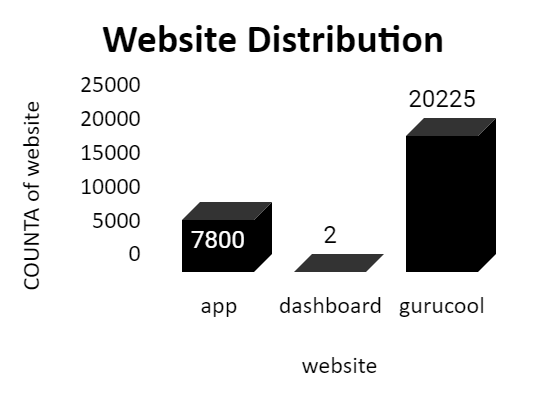 Website Distribution
COUNTA of website
25000
20000
15000
10000
5000
0
7800
2
20225
app
dashboard
gurucool
website